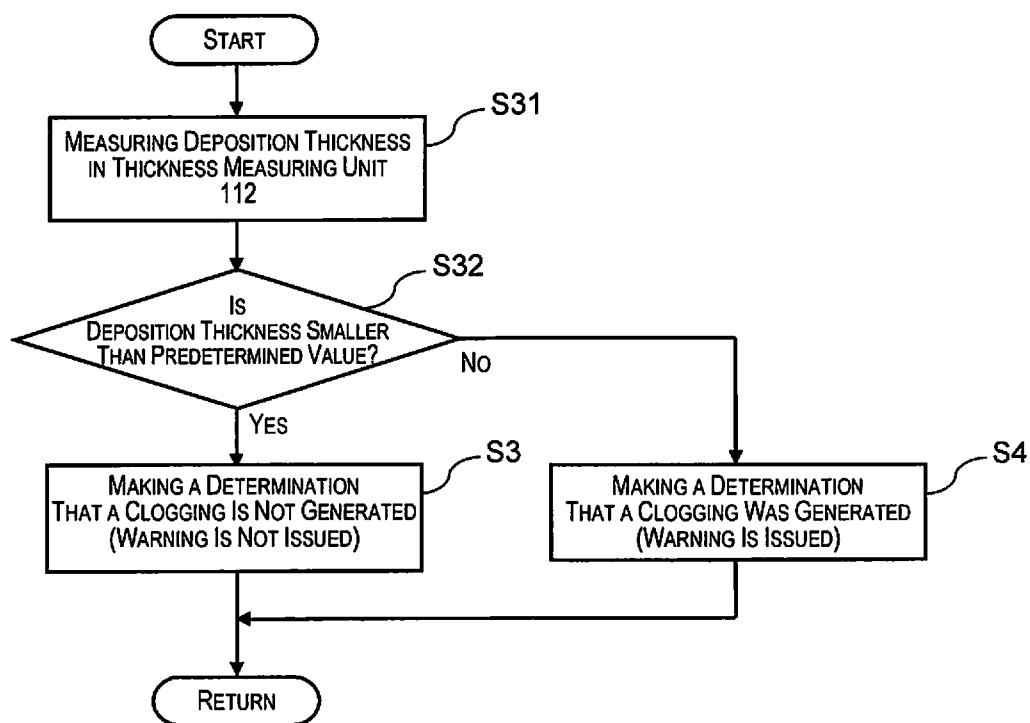 START
S31
MEASURING DEPOSITION THICKNESS
IN THICKNESS MEASURING UNIT
112
S32
IS
DEPOSITION THICKNESS SMALLER
THAN PREDETERMINED VALUE?
NO
YES
S3
MAKING A DETERMINATION
THAT A CLOGGING IS NOT GENERATED
(WARNING IS NOT ISSUED)
S4
MAKING A DETERMINATION
THAT A CLOGGING WAS GENERATED
(WARNING IS ISSUED)
RETURN